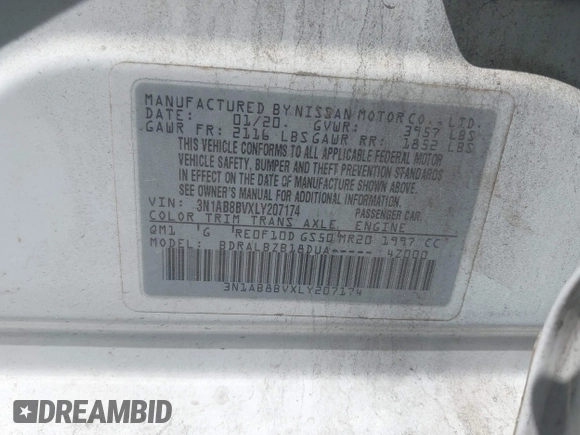 MANUFACTURED BY NISSAN MOTOR CO., LTD.
DATE: 01/20 GVWR: 3957 LBS
GAWR FR: 2116 LBS GAWR RR: 1852 LBS
THIS VEHICLE CONFORMS TO ALL APPLICABLE FEDERAL MOTOR
VEHICLE SAFETY, BUMPER AND THEFT PREVENTION STANDARDS
IN EFFECT ON THE DATE OF MANUFACTURE SHOWN ABOVE.
SEE OWNER'S MANUAL FOR ADDITIONAL INFORMATION.
VIN: 3N1AB8BVXLY207174 PASSENGER CAR
COLOR TRIM TRANS AXLE ENGINE
QM1 G RE0F10D GS50 MR20 1997 CC
MODEL: BDRALBZB18DUA----- 4Z000
3N1AB8BVXLY207174
DREAMBID